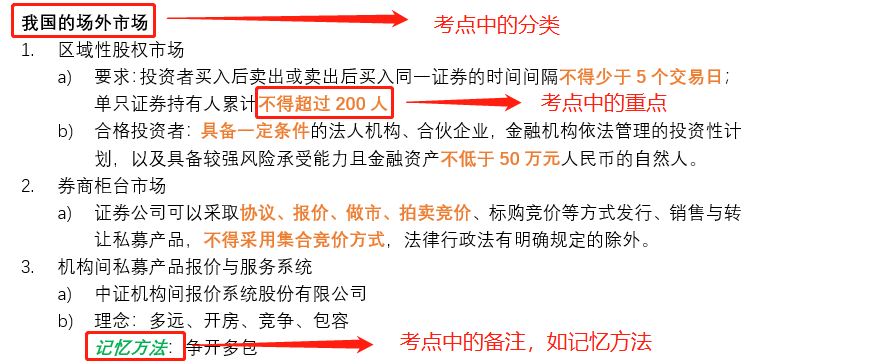 我国的场外市场 考点中的分类
1. 区域性股权市场
a) 要求：投资者买入后卖出或卖出后买入同一证券的时间间隔不得少于 5 个交易日；
单只证券持有人累计不得超过 200 人 考点中的重点
b) 合格投资者：具备一定条件的法人机构、合伙企业，金融机构依法管理的投资性计
划，以及具备较强风险承受能力且金融资产不低于 50 万元人民币的自然人。
2. 券商柜台市场
a) 证券公司可以采取协议、报价、做市、拍卖竞价、标购竞价等方式发行、销售与转
让私募产品，不得采用集合竞价方式，法律行政法有明确规定的除外。
3. 机构间私募产品报价与服务系统
a) 中证机构间报价系统股份有限公司
b) 理念：多远、开房、竞争、包容
记忆方法：争开多包 考点中的备注，如记忆方法